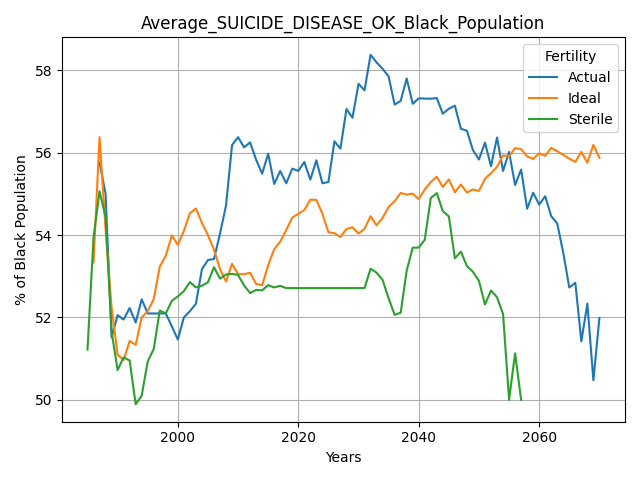 Average_SUICIDE_DISEASE_OK_Black_Population
Fertility
Actual
Ideal
Sterile
% of Black Population
58
56
54
52
50
2000
2020
2040
2060
Years